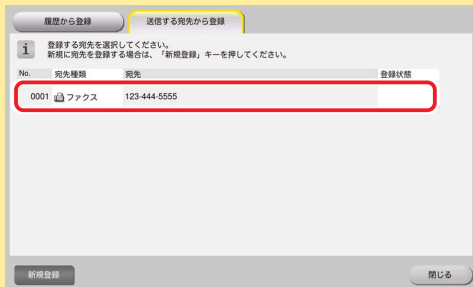 履歴から登録
送信する宛先から登録
i 登録する宛先を選択してください。
新規に宛先を登録する場合は、「新規登録」キーを押してください。
No. 宛先種類 宛先 登録状態
0001 ファクス 123-444-5555
新規登録
閉じる